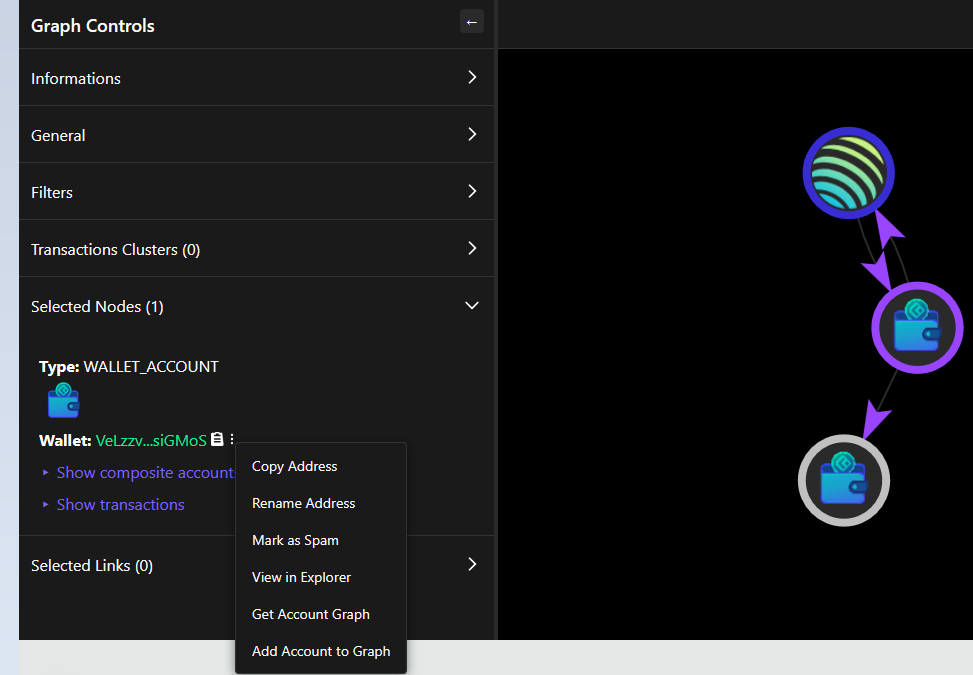 Graph Controls
←
Informations
General
Filters
Transactions Clusters (0)
Selected Nodes (1)
Type: WALLET_ACCOUNT
Wallet: VeLzzv...siGMoS
Show composite accounts
Show transactions
Copy Address
Rename Address
Mark as Spam
View in Explorer
Get Account Graph
Add Account to Graph
Selected Links (0)